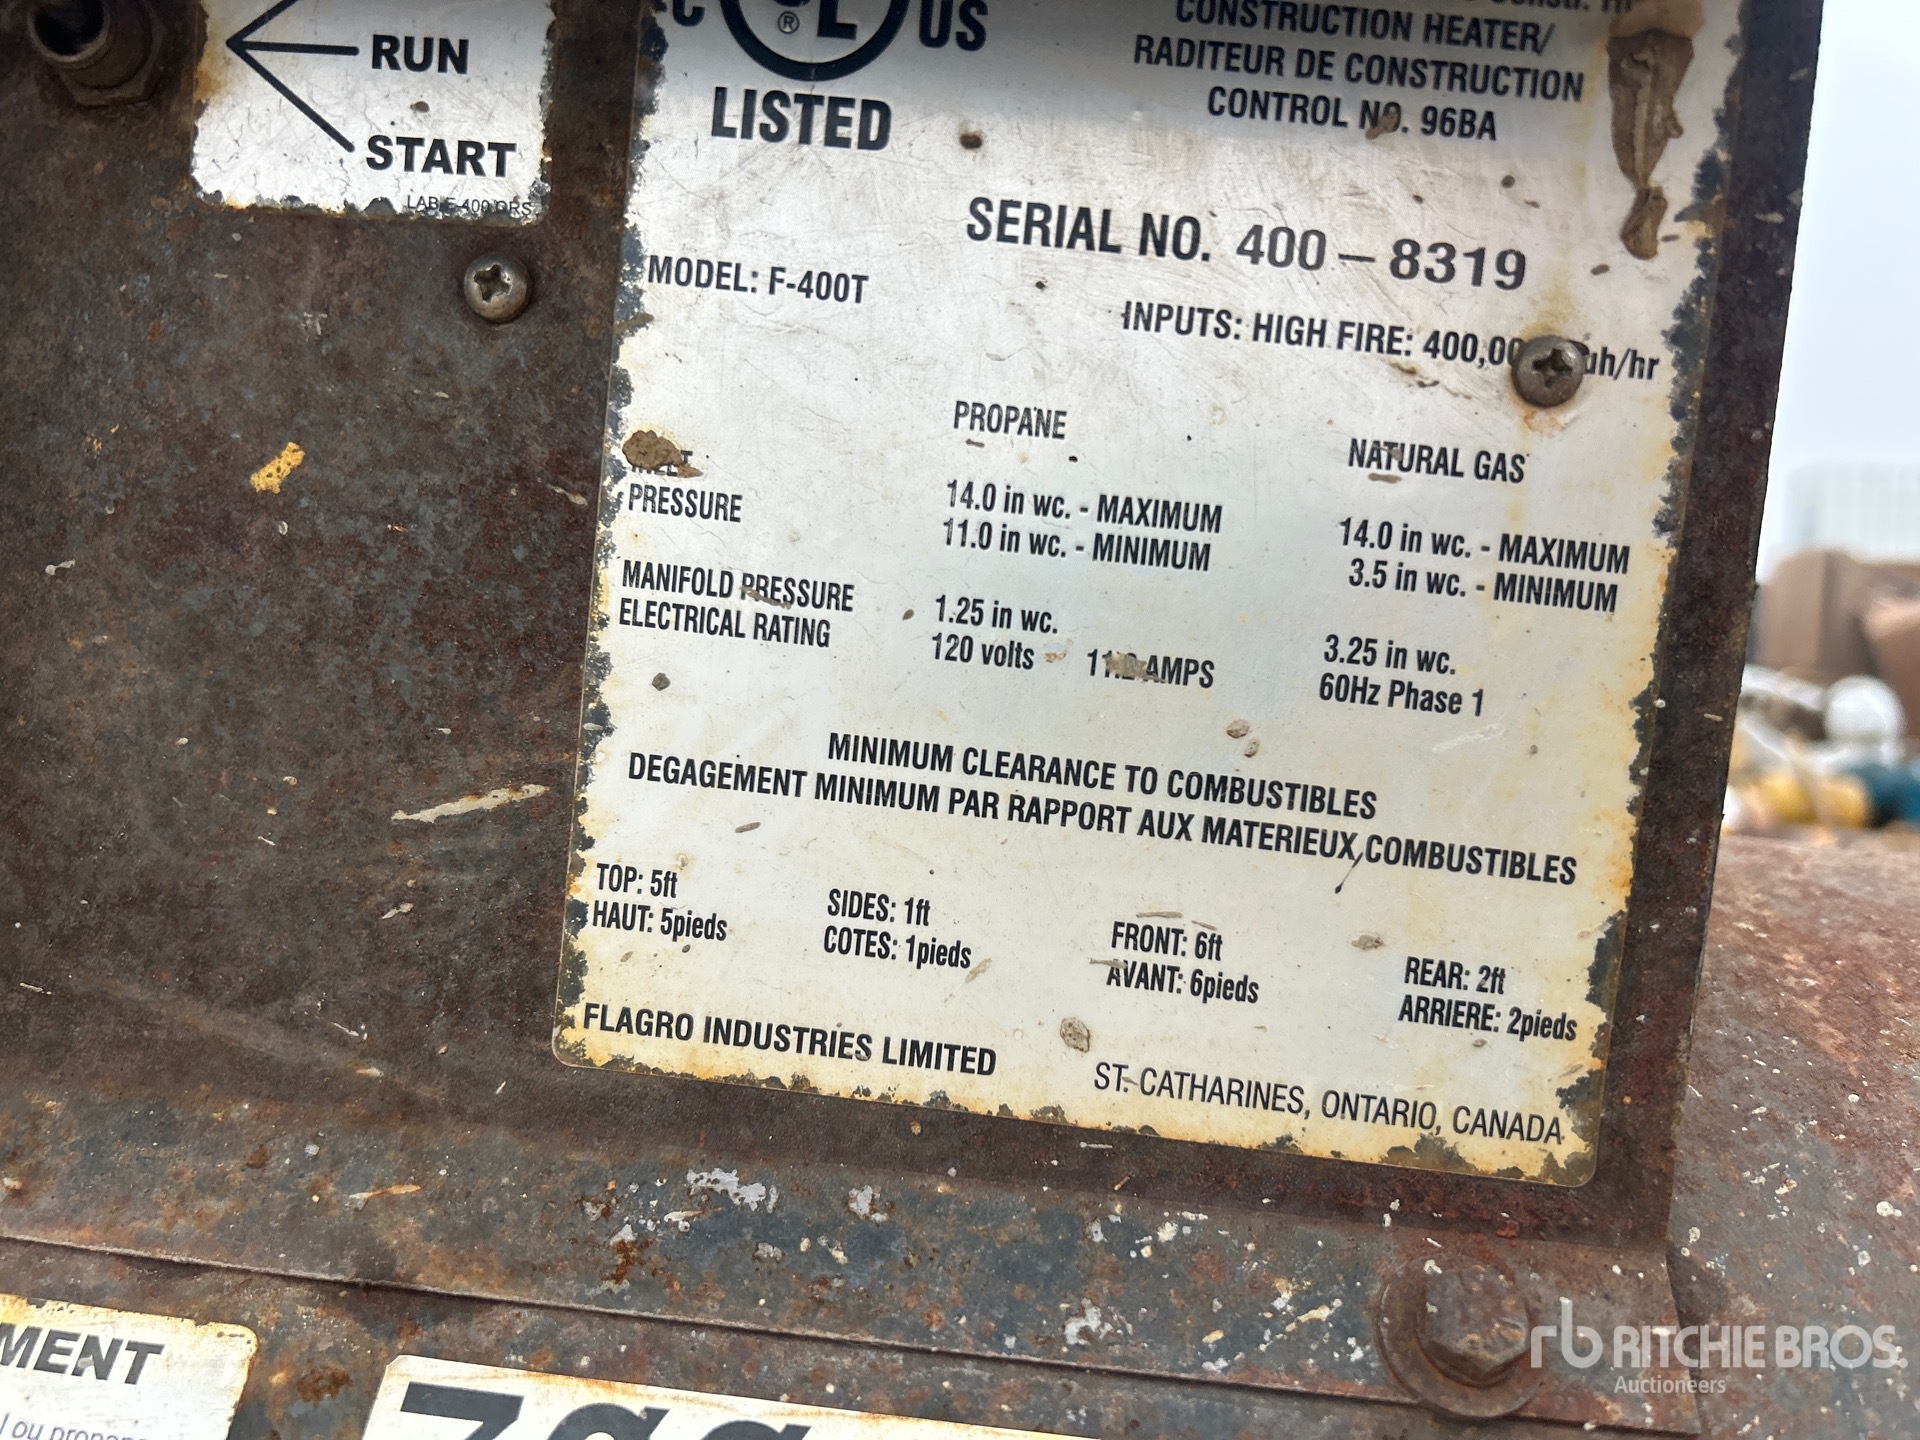 RUN
START
C
UL
®
US
LISTED
CONSTRUCTION HEATER/
RADITEUR DE CONSTRUCTION
CONTROL NO. 96BA
SERIAL NO. 400-8319
MODEL: F-400T
INPUTS: HIGH FIRE: 400,00
PROPANE
NATURAL GAS
INLET
PRESSURE
14.0 in wc. - MAXIMUM
11.0 in wc. - MINIMUM
14.0 in wc. - MAXIMUM
3.5 in wc. - MINIMUM
MANIFOLD PRESSURE
1.25 in wc.
3.25 in wc.
ELECTRICAL RATING
120 volts
AMPS
60Hz Phase 1
MINIMUM CLEARANCE TO COMBUSTIBLES
DEGAGEMENT MINIMUM PAR RAPPORT AUX MATERIEUX COMBUSTIBLES
TOP: 5ft
HAUT: 5pieds
SIDES: 1ft
COTES: 1pieds
FRONT: 6ft
AVANT: 6pieds
REAR: 2ft
ARRIERE: 2pieds
FLAGRO INDUSTRIES LIMITED
ST. CATHARINES, ONTARIO, CANADA
MENT
ou
rb RITCHIE BROS.
Auctioneers